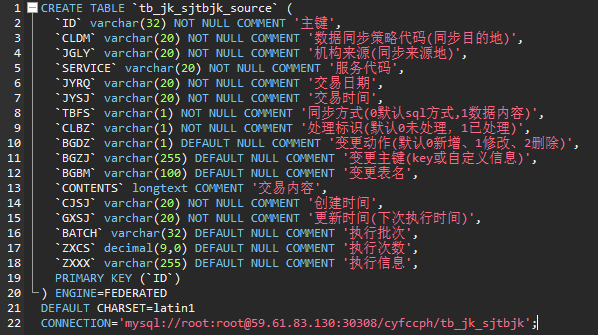 1 CREATE TABLE `tb_jk_sjtbjk_source` (
2 `ID` varchar(32) NOT NULL COMMENT '主键',
3 `CLDM` varchar(20) NOT NULL COMMENT '数据同步策略代码(同步目的地)',
4 `JGLY` varchar(20) NOT NULL COMMENT '机构来源(同步来源地)',
5 `SERVICE` varchar(20) NOT NULL COMMENT '服务代码',
6 `JYRQ` varchar(20) NOT NULL COMMENT '交易日期',
7 `JYSJ` varchar(20) NOT NULL COMMENT '交易时间',
8 `TBFS` varchar(1) NOT NULL COMMENT '同步方式(0默认sql方式,1数据内容)',
9 `CLBZ` varchar(1) NOT NULL COMMENT '处理标识(默认0未处理, 1已处理)',
10 `BGDZ` varchar(1) DEFAULT NULL COMMENT '变更动作(默认0新增、1修改、2删除)',
11 `BGZJ` varchar(255) DEFAULT NULL COMMENT '变更主键(key或自定义信息)',
12 `BGBM` varchar(100) DEFAULT NULL COMMENT '变更表名',
13 `CONTENTS` longtext COMMENT '交易内容',
14 `CJSJ` varchar(20) NOT NULL COMMENT '创建时间',
15 `GXSJ` varchar(20) NOT NULL COMMENT '更新时间(下次执行时间)',
16 `BATCH` varchar(32) DEFAULT NULL COMMENT '执行批次',
17 `ZXCS` decimal(9,0) DEFAULT NULL COMMENT '执行次数',
18 `ZXXX` varchar(255) DEFAULT NULL COMMENT '执行信息',
19 PRIMARY KEY (`ID`)
20 ) ENGINE=FEDERATED
21 DEFAULT CHARSET=latin1
22 CONNECTION='mysql://root:root@59.61.83.130:30308/cyfccph/tb_jk_sjtbjk';